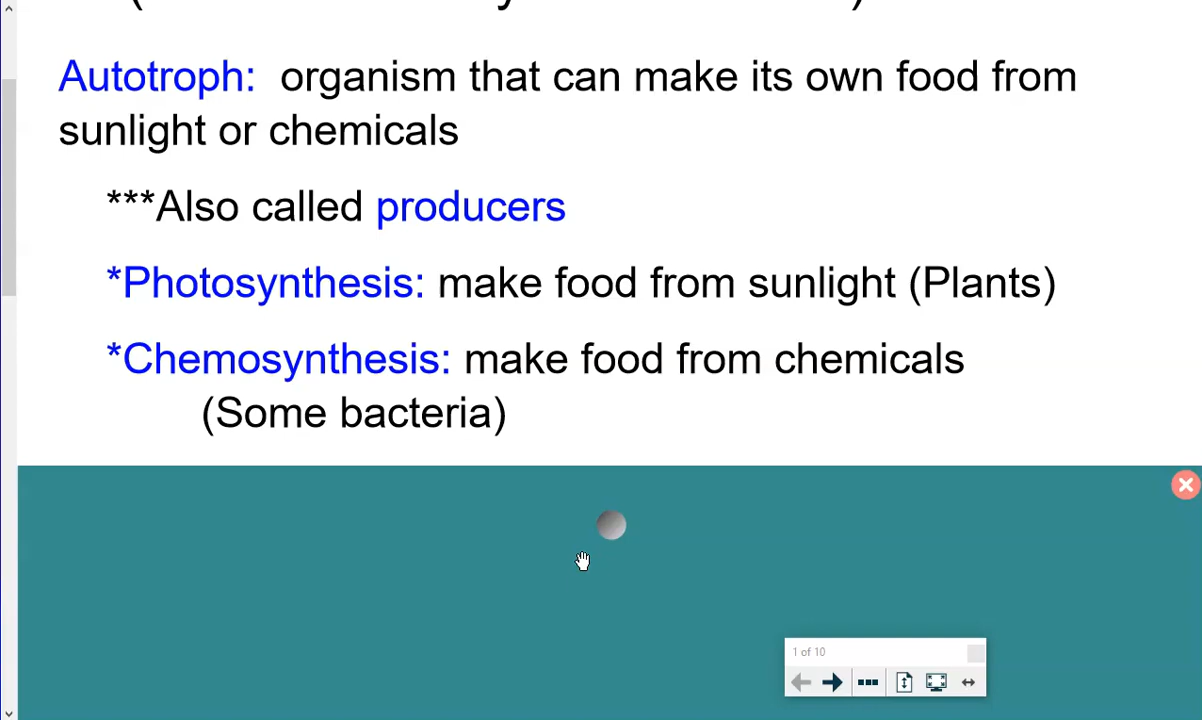 Autotroph: organism that can make its own food from
sunlight or chemicals
***Also called producers
*Photosynthesis: make food from sunlight (Plants)
*Chemosynthesis: make food from chemicals
(Some bacteria)
1 of 10